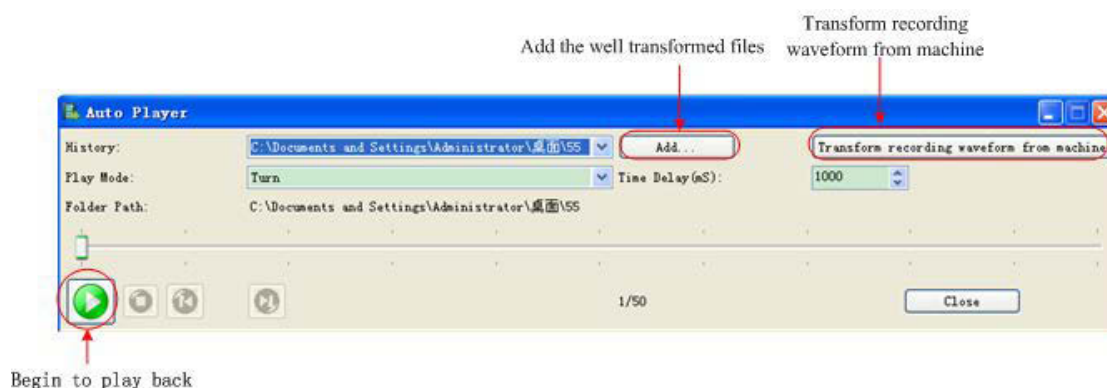 Transform recording
waveform from machine
Add the well transformed files
Auto Player
History: C:\Documents and Settings\Administrator\桌面\55 Add... Transform recording waveform from machine
Play Mode: Turn Time Delay(mS): 1000
Folder Path: C:\Documents and Settings\Administrator\桌面\55
1/50 Close
Begin to play back